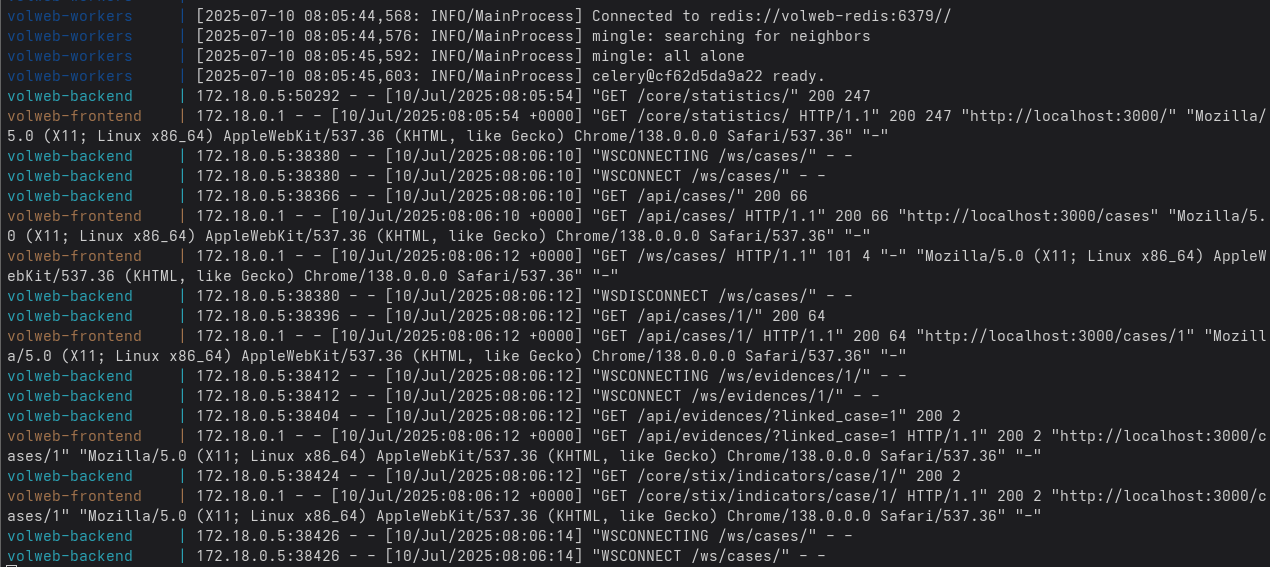 volweb-workers     | [2025-07-10 08:05:44,568: INFO/MainProcess] Connected to redis://volweb-redis:6379//
volweb-workers     | [2025-07-10 08:05:44,576: INFO/MainProcess] mingle: searching for neighbors
volweb-workers     | [2025-07-10 08:05:45,592: INFO/MainProcess] mingle: all alone
volweb-workers     | [2025-07-10 08:05:45,603: INFO/MainProcess] celery@cf62d5da9a22 ready.
volweb-backend     | 172.18.0.5:50292 - - [10/Jul/2025:08:05:54] "GET /core/statistics/" 200 247
volweb-frontend    | 172.18.0.1 - - [10/Jul/2025:08:05:54 +0000] "GET /core/statistics/ HTTP/1.1" 200 247 "http://localhost:3000/" "Mozilla/
5.0 (X11; Linux x86_64) AppleWebKit/537.36 (KHTML, like Gecko) Chrome/138.0.0.0 Safari/537.36" "-"
volweb-backend     | 172.18.0.5:38380 - - [10/Jul/2025:08:06:10] "WSCONNECTING /ws/cases/" - -
volweb-backend     | 172.18.0.5:38380 - - [10/Jul/2025:08:06:10] "WSCONNECT /ws/cases/" - -
volweb-backend     | 172.18.0.5:38366 - - [10/Jul/2025:08:06:10] "GET /api/cases/" 200 66
volweb-frontend    | 172.18.0.1 - - [10/Jul/2025:08:06:10 +0000] "GET /api/cases/ HTTP/1.1" 200 66 "http://localhost:3000/cases" "Mozilla/5.
0 (X11; Linux x86_64) AppleWebKit/537.36 (KHTML, like Gecko) Chrome/138.0.0.0 Safari/537.36" "-"
volweb-frontend    | 172.18.0.1 - - [10/Jul/2025:08:06:12 +0000] "GET /ws/cases/ HTTP/1.1" 101 4 "-" "Mozilla/5.0 (X11; Linux x86_64) AppleW
ebKit/537.36 (KHTML, like Gecko) Chrome/138.0.0.0 Safari/537.36" "-"
volweb-backend     | 172.18.0.5:38380 - - [10/Jul/2025:08:06:12] "WSDISCONNECT /ws/cases/" - -
volweb-backend     | 172.18.0.5:38396 - - [10/Jul/2025:08:06:12] "GET /api/cases/1/" 200 64
volweb-frontend    | 172.18.0.1 - - [10/Jul/2025:08:06:12 +0000] "GET /api/cases/1/ HTTP/1.1" 200 64 "http://localhost:3000/cases/1" "Mozill
a/5.0 (X11; Linux x86_64) AppleWebKit/537.36 (KHTML, like Gecko) Chrome/138.0.0.0 Safari/537.36" "-"
volweb-backend     | 172.18.0.5:38412 - - [10/Jul/2025:08:06:12] "WSCONNECTING /ws/evidences/1/" - -
volweb-backend     | 172.18.0.5:38412 - - [10/Jul/2025:08:06:12] "WSCONNECT /ws/evidences/1/" - -
volweb-backend     | 172.18.0.5:38404 - - [10/Jul/2025:08:06:12] "GET /api/evidences/?linked_case=1" 200 2
volweb-frontend    | 172.18.0.1 - - [10/Jul/2025:08:06:12 +0000] "GET /api/evidences/?linked_case=1 HTTP/1.1" 200 2 "http://localhost:3000/c
ases/1" "Mozilla/5.0 (X11; Linux x86_64) AppleWebKit/537.36 (KHTML, like Gecko) Chrome/138.0.0.0 Safari/537.36" "-"
volweb-backend     | 172.18.0.5:38424 - - [10/Jul/2025:08:06:12] "GET /core/stix/indicators/case/1/" 200 2
volweb-frontend    | 172.18.0.1 - - [10/Jul/2025:08:06:12 +0000] "GET /core/stix/indicators/case/1/ HTTP/1.1" 200 2 "http://localhost:3000/c
ases/1" "Mozilla/5.0 (X11; Linux x86_64) AppleWebKit/537.36 (KHTML, like Gecko) Chrome/138.0.0.0 Safari/537.36" "-"
volweb-backend     | 172.18.0.5:38426 - - [10/Jul/2025:08:06:14] "WSCONNECTING /ws/cases/" - -
volweb-backend     | 172.18.0.5:38426 - - [10/Jul/2025:08:06:14] "WSCONNECT /ws/cases/" - -